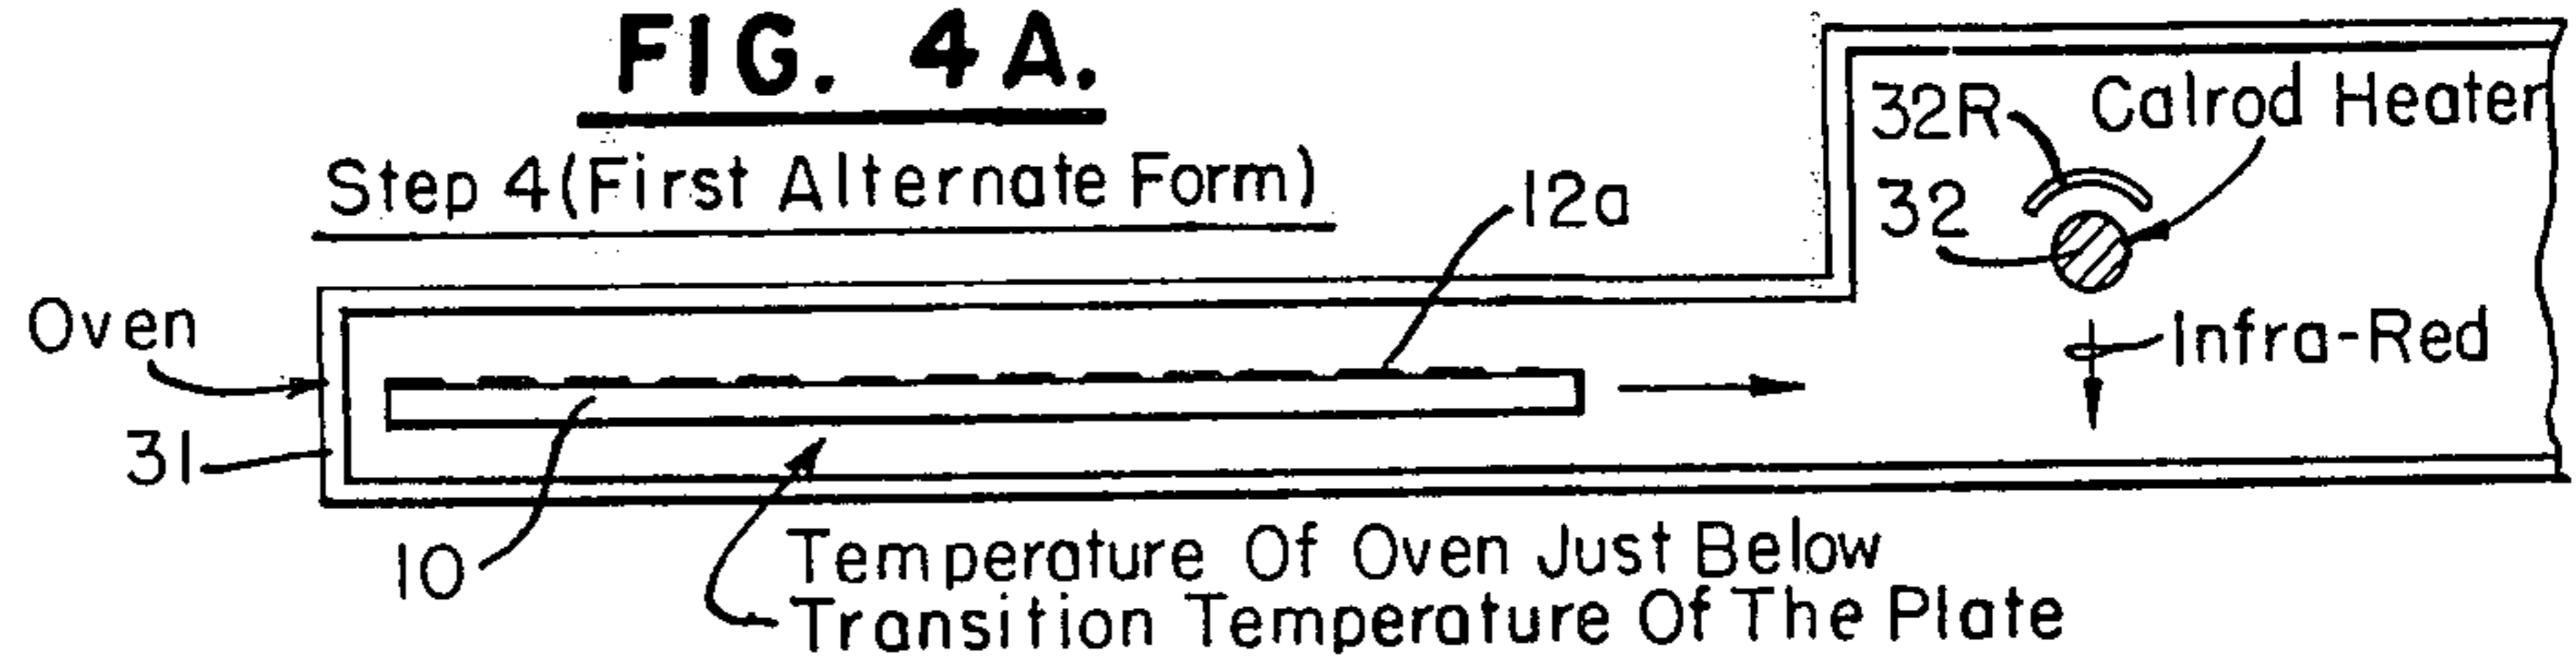 FIG. 4A.
Step 4 (First Alternate Form)
12a
32R
Calrod Heater
32
Oven
Infra-Red
31
10
Temperature Of Oven Just Below
Transition Temperature Of The Plate